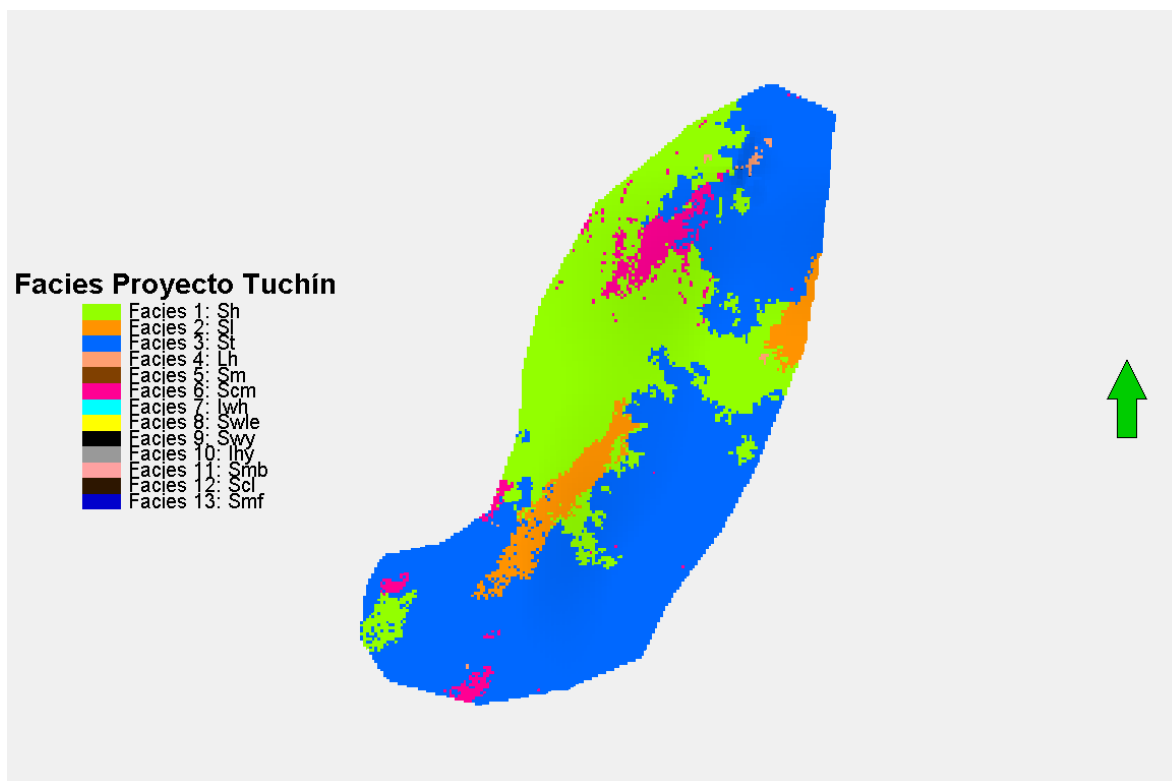 Facies Proyecto Tuchín
Facies 1: Sh
Facies 2: Sl
Facies 3: St
Facies 4: Lh
Facies 5: Sm
Facies 6: Scm
Facies 7: Iwh
Facies 8: Swle
Facies 9: Swy
Facies 10: Ihy
Facies 11: Smb
Facies 12: Scl
Facies 13: Smf